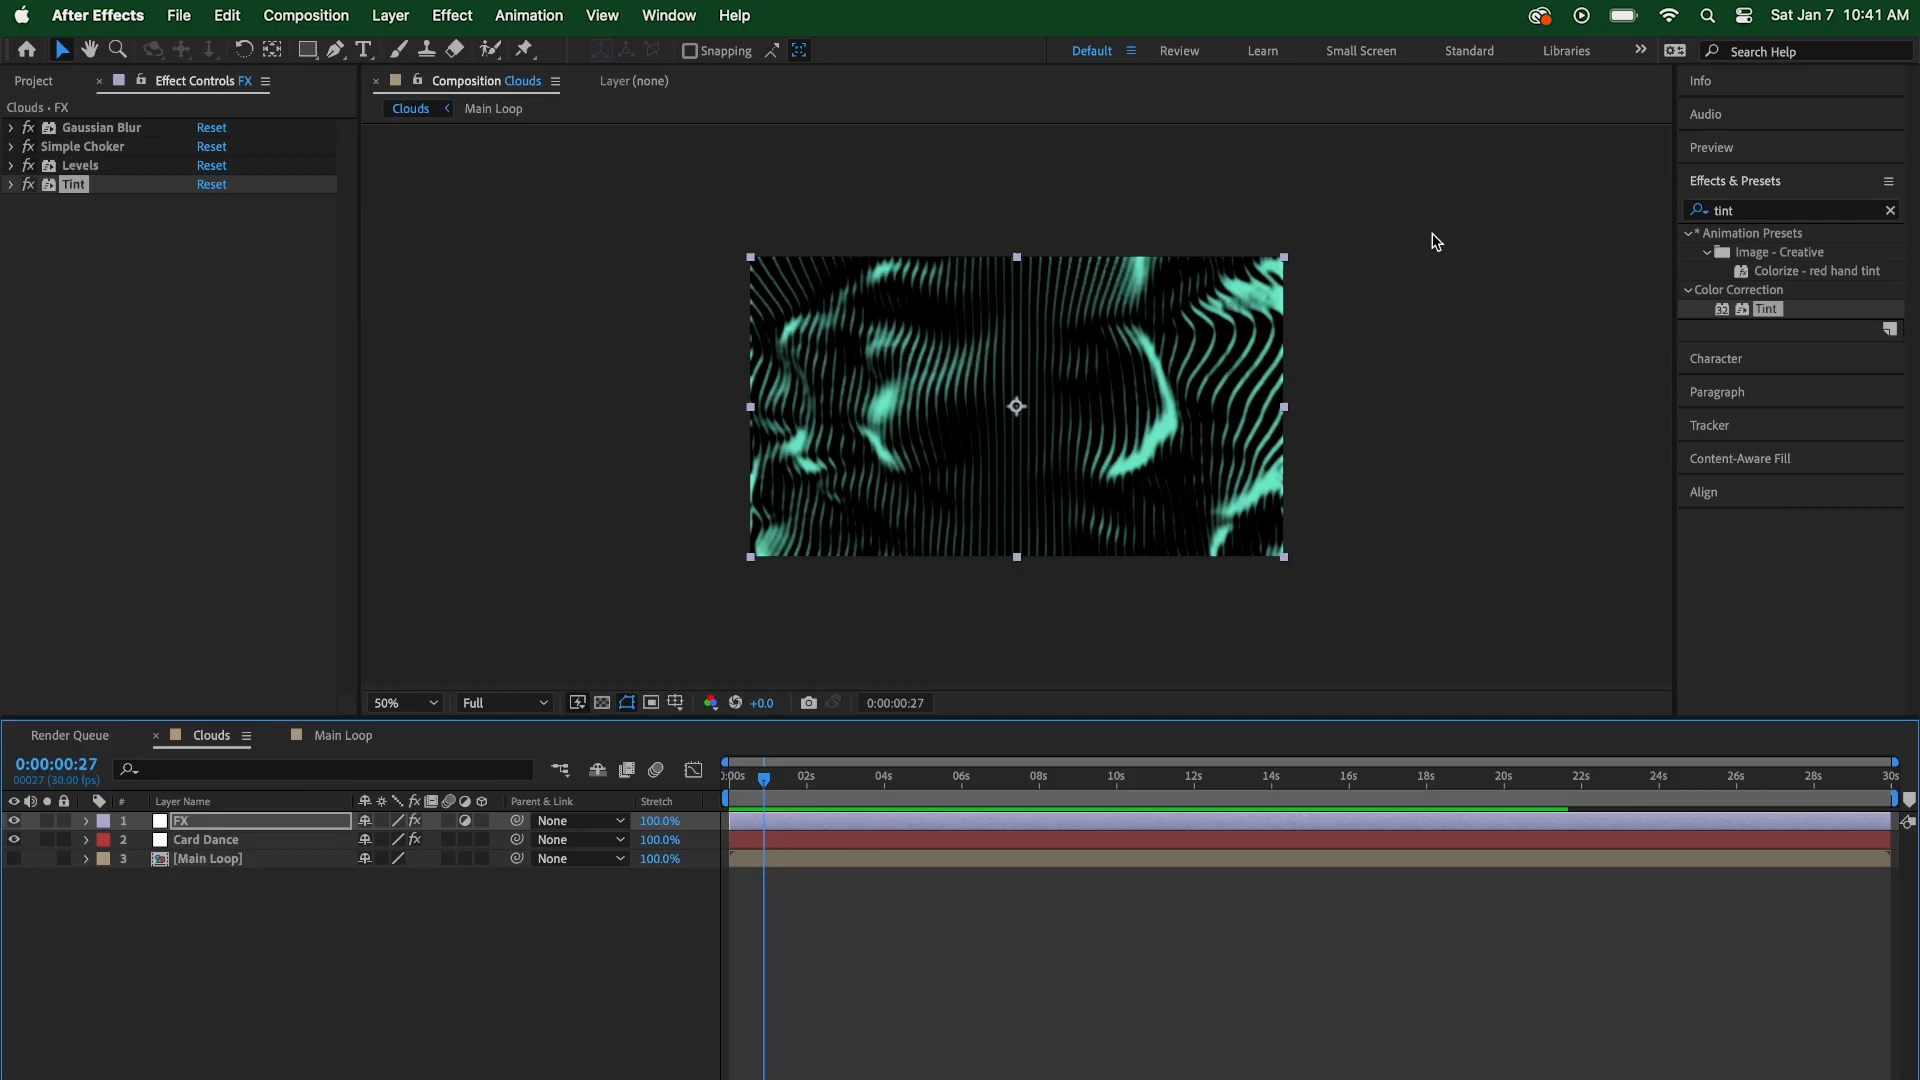 After Effects File Edit Composition Layer Effect Animation View Window Help Sat Jan 7 10:41 AM
Snapping Default Review Learn Small Screen Standard Libraries Search Help
Project Effect Controls FX Composition Clouds Layer (none) Info
Clouds • FX Clouds Main Loop
Gaussian Blur Reset
Simple Choker Reset
Levels Reset
Tint Reset
Audio
Preview
Effects & Presets
tint
* Animation Presets
Image - Creative
Colorize - red hand tint
Color Correction
32 Tint
Character
Paragraph
Tracker
Content-Aware Fill
Align
50% Full +0.0 0:00:00:27
Render Queue Clouds Main Loop
0:00:00:27
00027 (30.00 fps)
0:00s 02s 04s 06s 08s 10s 12s 14s 16s 18s 20s 22s 24s 26s 28s 30s
# Layer Name fx Parent & Link Stretch
1 FX fx None 100.0%
2 Card Dance fx None 100.0%
3 [Main Loop] None 100.0%